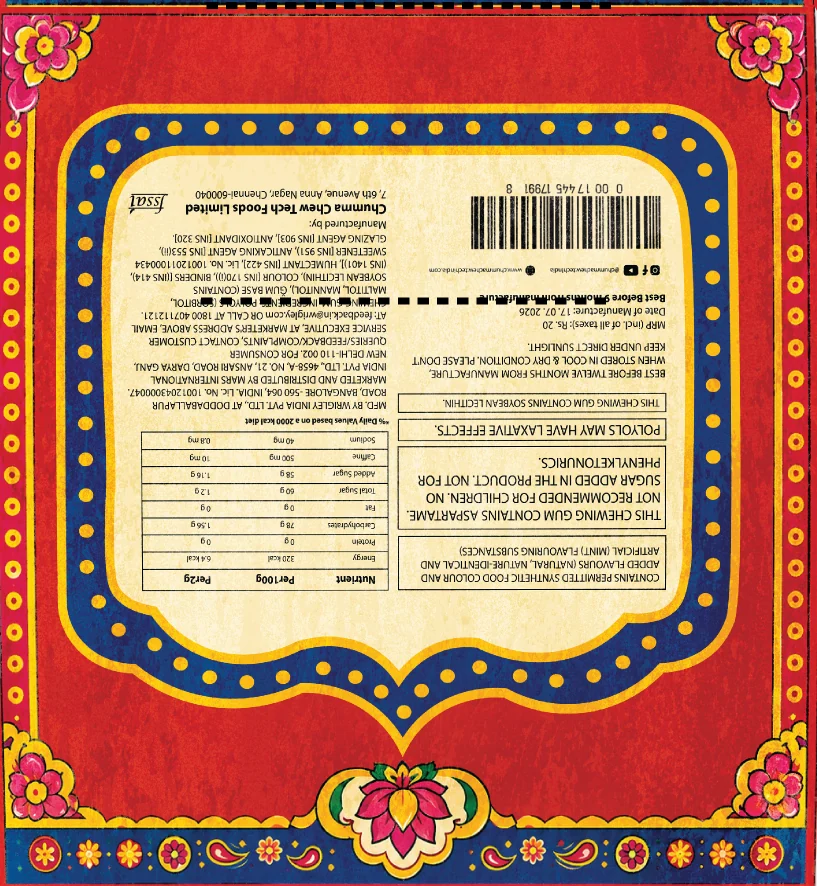 CONTAINS PERMITTED SYNTHETIC FOOD COLOUR AND
ADDED FLAVOURS (NATURAL, NATURE-IDENTICAL AND
ARTIFICIAL (MINT) FLAVOURING SUBSTANCES)
THIS CHEWING GUM CONTAINS ASPARTAME.
NOT RECOMMENDED FOR CHILDREN. NO
SUGAR ADDED IN THE PRODUCT. NOT FOR
PHENYLKETONURICS.
POLYOLS MAY HAVE LAXATIVE EFFECTS.
THIS CHEWING GUM CONTAINS SOYBEAN LECITHIN.
BEST BEFORE TWELVE MONTHS FROM MANUFACTURE,
WHEN STORED IN COOL & DRY CONDITION, PLEASE DON'T
KEEP UNDER DIRECT SUNLIGHT.
MRP (incl. of all taxes): Rs. 20
Date of Manufacture: 17. 07. 2026
Best Before 9 months from manufacture
@chummachewtechindia www.chummachewtechindia.com
0 00 17 445 17991 8
Nutrient Per100g Per2g
Energy 320 kcal 6.4 kcal
Protein 0 g 0 g
Carbohydrates 78 g 1.56 g
Fat 0 g 0 g
Total Sugar 60 g 1.2 g
Added Sugar 58 g 1.16 g
Caffine 500 mg 10 mg
Sodium 40 mg 0.8 mg
*% Daily Values based on a 2000 kcal diet
MFD. BY WRIGLEY INDIA PVT. LTD., AT DODDABALLAPUR
ROAD, BANGALORE -560 064, INDIA. Lic. No. 10012043000047.
MARKETED AND DISTRIBUTED BY MARS INTERNATIONAL
INDIA PVT. LTD., 4658-A, NO. 21, ANSARI ROAD, DARYA GANJ,
NEW DELHI-110 002. FOR CONSUMER
QUERIES/FEEDBACK/COMPLAINTS, CONTACT CUSTOMER
SERVICE EXECUTIVE, AT MARKETER'S ADDRESS ABOVE, EMAIL
AT: feedback.in@wrigley.com OR CALL AT 1800 407 12121.
CHEWING GUM INGREDIENTS: POLYOLS (SORBITOL,
MALTITOL, MANNITOL), GUM BASE (CONTAINS
SOYBEAN LECITHIN), COLOUR (INS 170(i)), BINDERS (INS 414),
(INS 1401)), HUMECTANT (INS 422), Lic. No. 10012011000434
SWEETENER (INS 951), ANTICAKING AGENT (INS 553(iii)),
GLAZING AGENT (INS 903), ANTIOXIDANT (INS 320).
Manufactured by:
Chumma Chew Tech Foods Limited
7, 6th Avenue, Anna Nagar, Chennai-600040
fssai